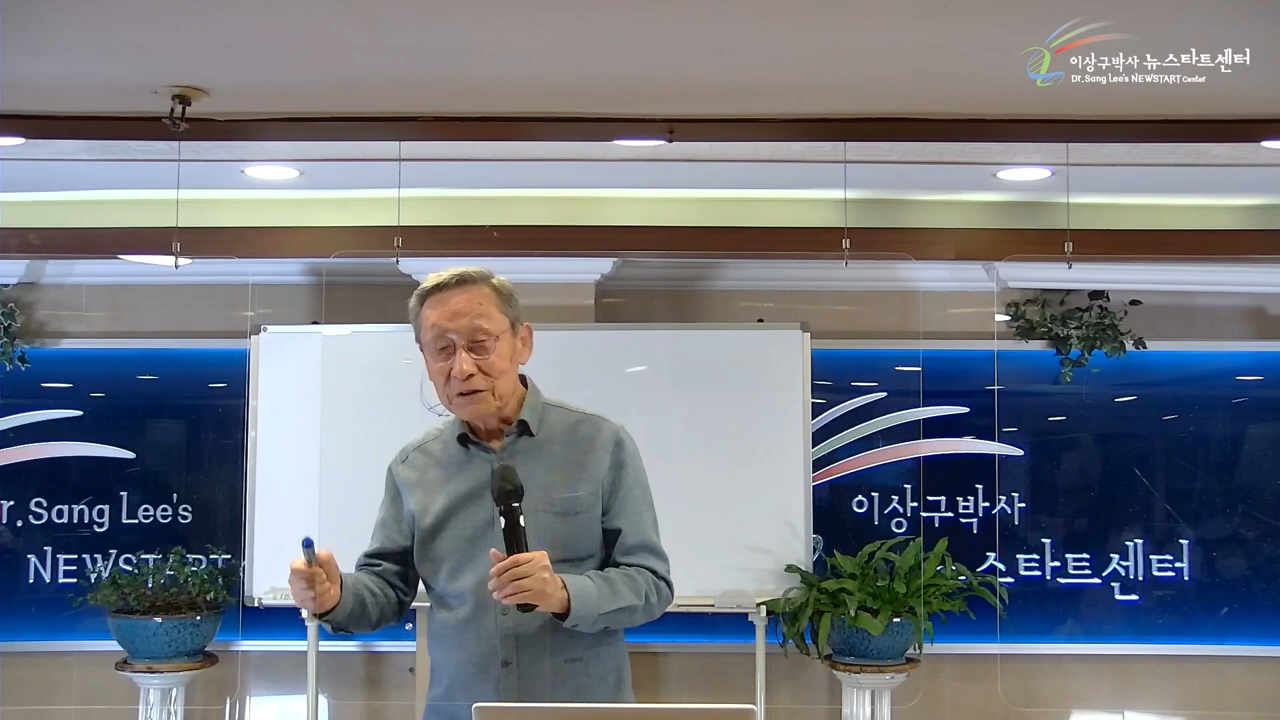 이상구박사 뉴스타트센터
Dr. Sang Lee's NEWSTART Center
r. Sang Lee's
NEWSTART
이상구박사
스타트센터